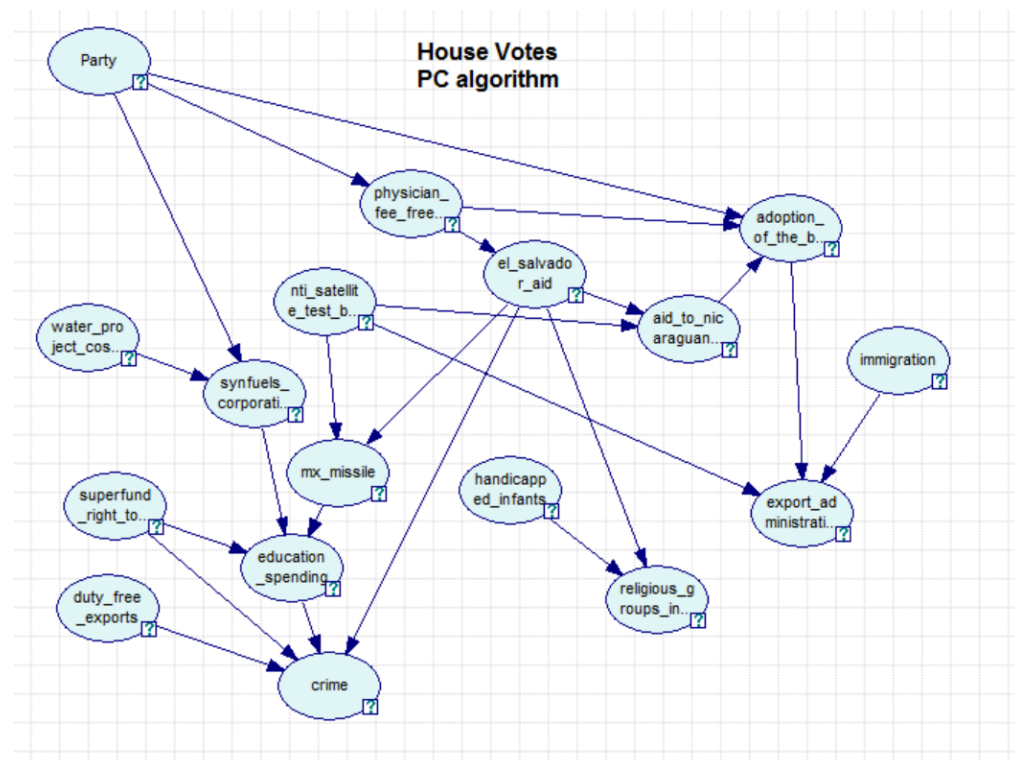 House Votes
PC algorithm
Party
?
physician_
fee_free...
?
adoption_
of_the_b...
?
el_salvado
r_aid
?
nti_satellit
e_test_b...
?
aid_to_nic
araguan...
?
water_pro
ject_cos...
?
immigration
?
synfuels_
corporati...
?
mx_missile
?
handicapp
ed_infants
?
superfund
_right_to...
?
export_ad
ministrati...
?
education
_spending
?
religious_g
roups_in...
?
duty_free
_exports
?
crime
?